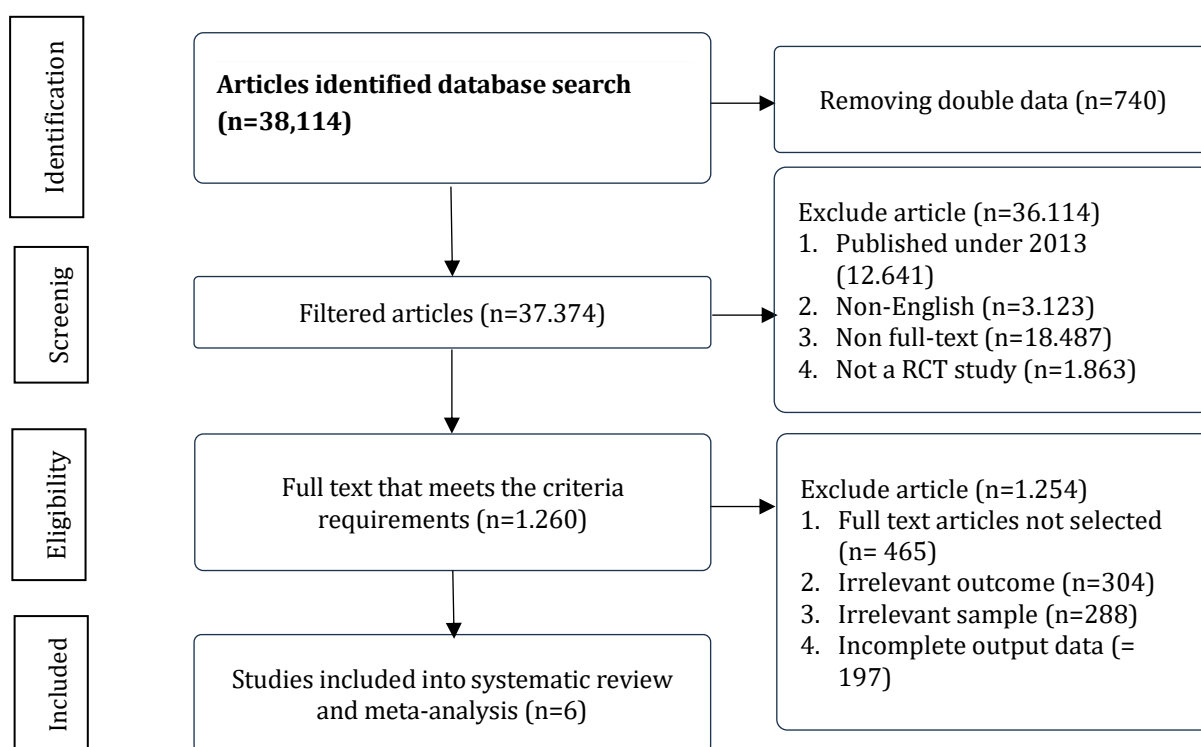 Identification
Articles identified database search
(n=38,114)
Removing double data (n=740)
Screenig
Filtered articles (n=37.374)
Exclude article (n=36.114)
1. Published under 2013
(12.641)
2. Non-English (n=3.123)
3. Non full-text (n=18.487)
4. Not a RCT study (n=1.863)
Eligibility
Full text that meets the criteria
requirements (n=1.260)
Exclude article (n=1.254)
1. Full text articles not selected
(n= 465)
2. Irrelevant outcome (n=304)
3. Irrelevant sample (n=288)
4. Incomplete output data (=
197)
Included
Studies included into systematic review
and meta-analysis (n=6)